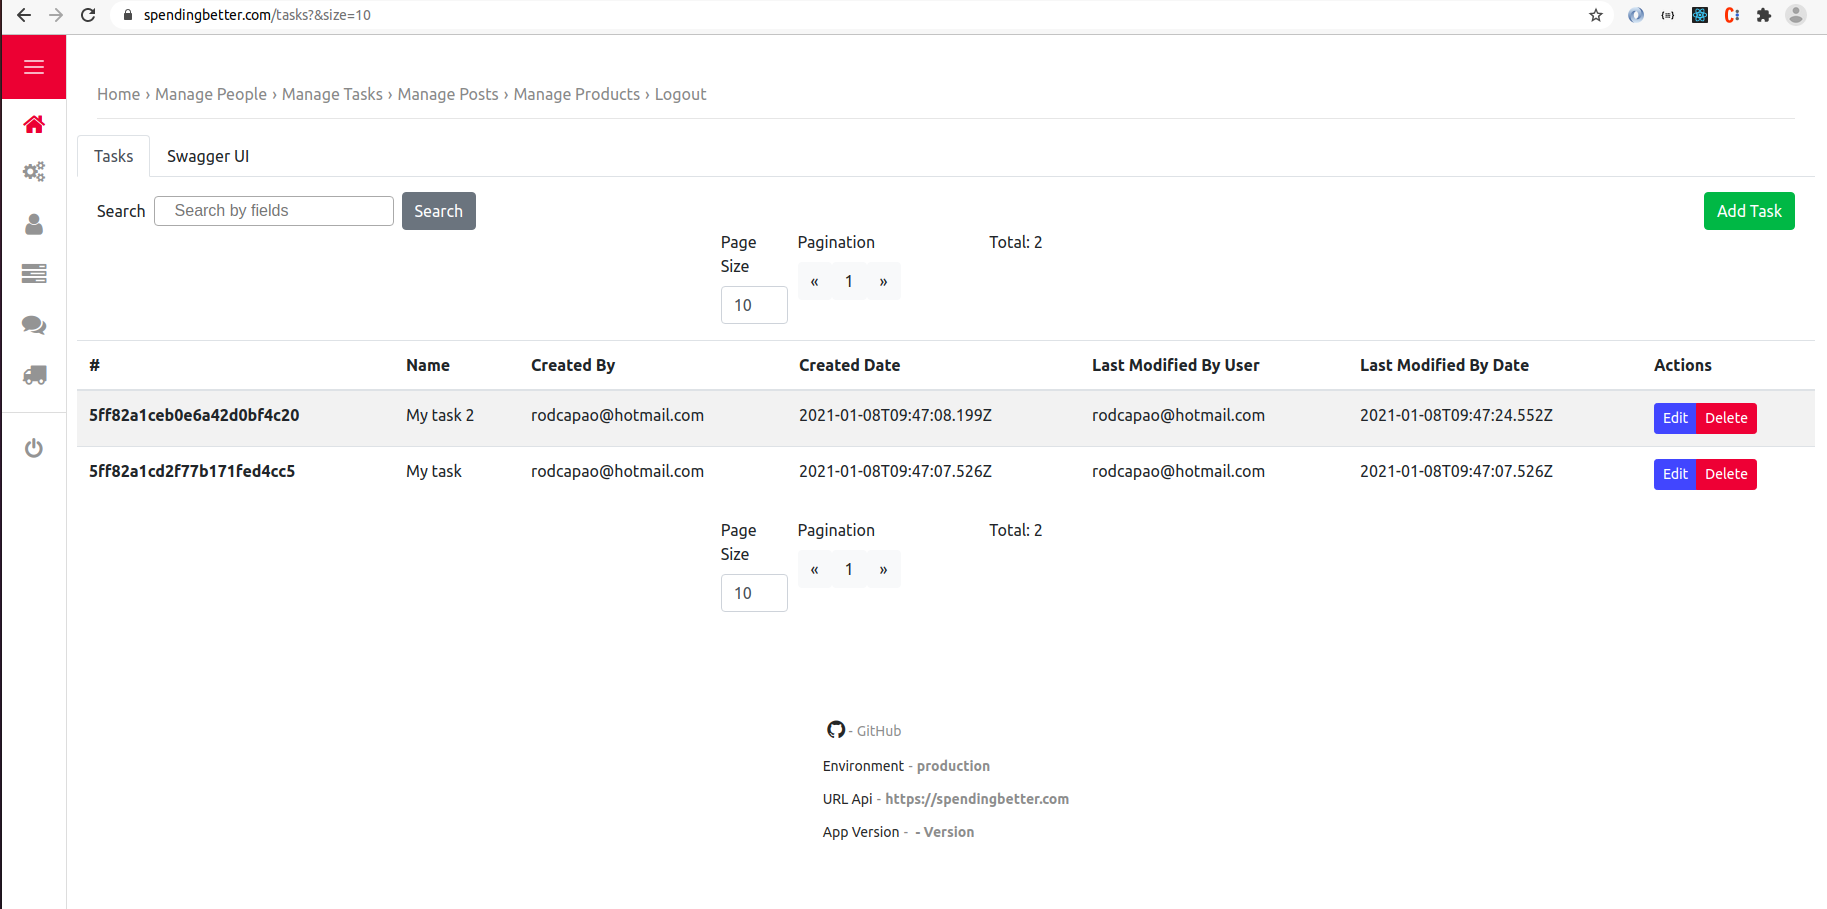 spendingbetter.com/tasks?&size=10
Home › Manage People › Manage Tasks › Manage Posts › Manage Products › Logout
Tasks Swagger UI
Search Search by fields Search Add Task
Page Size Pagination Total: 2
10 « 1 »
# Name Created By Created Date Last Modified By User Last Modified By Date Actions
5ff82a1ceb0e6a42d0bf4c20 My task 2 rodcapao@hotmail.com 2021-01-08T09:47:08.199Z rodcapao@hotmail.com 2021-01-08T09:47:24.552Z Edit Delete
5ff82a1cd2f77b171fed4cc5 My task rodcapao@hotmail.com 2021-01-08T09:47:07.526Z rodcapao@hotmail.com 2021-01-08T09:47:07.526Z Edit Delete
Page Size Pagination Total: 2
10 « 1 »
- GitHub
Environment - production
URL Api - https://spendingbetter.com
App Version - - Version